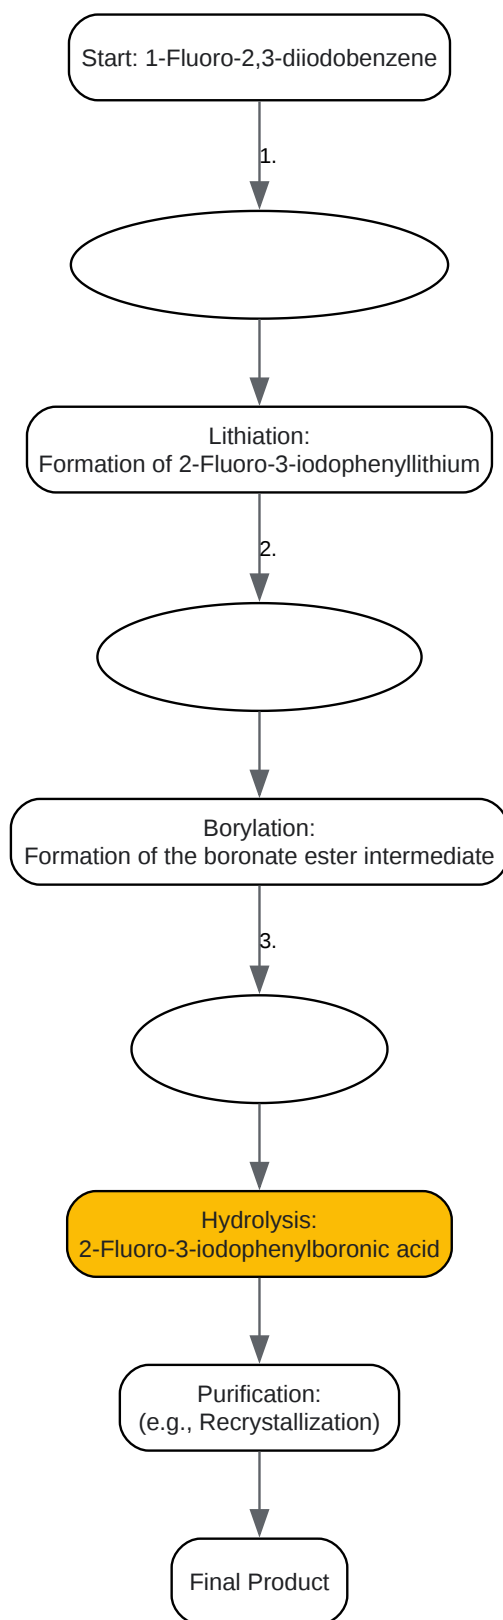 Start: 1-Fluoro-2,3-diiodobenzene
1.
Lithiation:
Formation of 2-Fluoro-3-iodophenyllithium
2.
Borylation:
Formation of the boronate ester intermediate
3.
Hydrolysis:
2-Fluoro-3-iodophenylboronic acid
Purification:
(e.g., Recrystallization)
Final Product